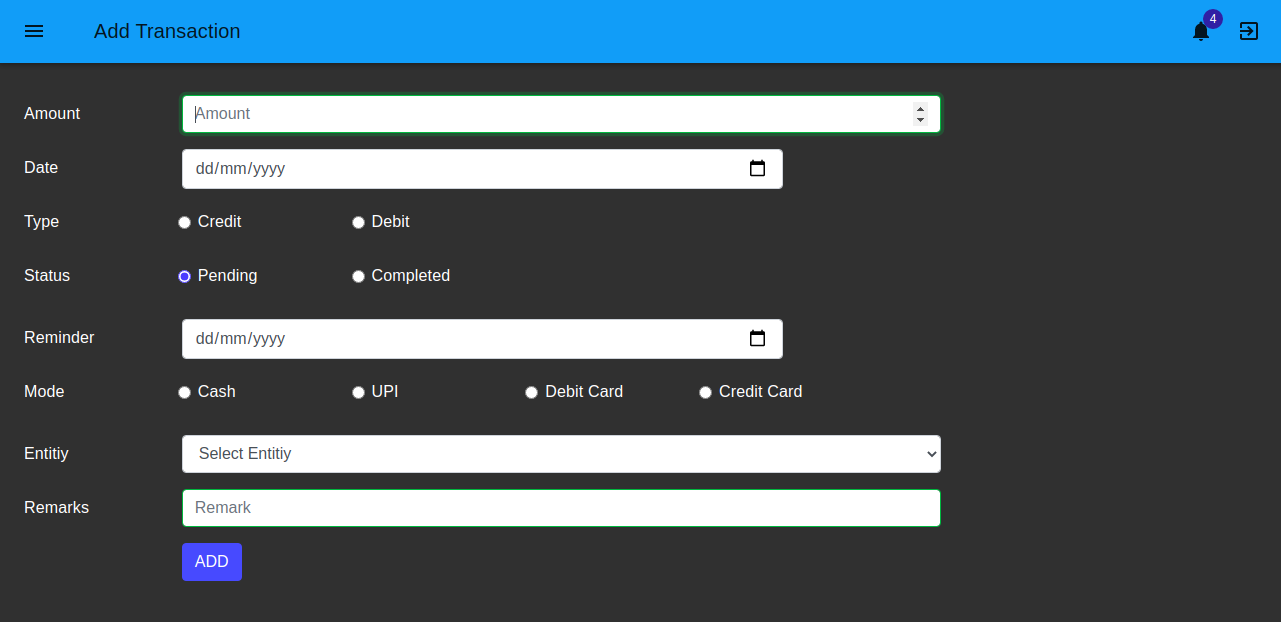 Add Transaction 4
Amount Amount
Date dd/mm/yyyy
Type Credit Debit
Status Pending Completed
Reminder dd/mm/yyyy
Mode Cash UPI Debit Card Credit Card
Entitiy Select Entitiy
Remarks Remark
ADD